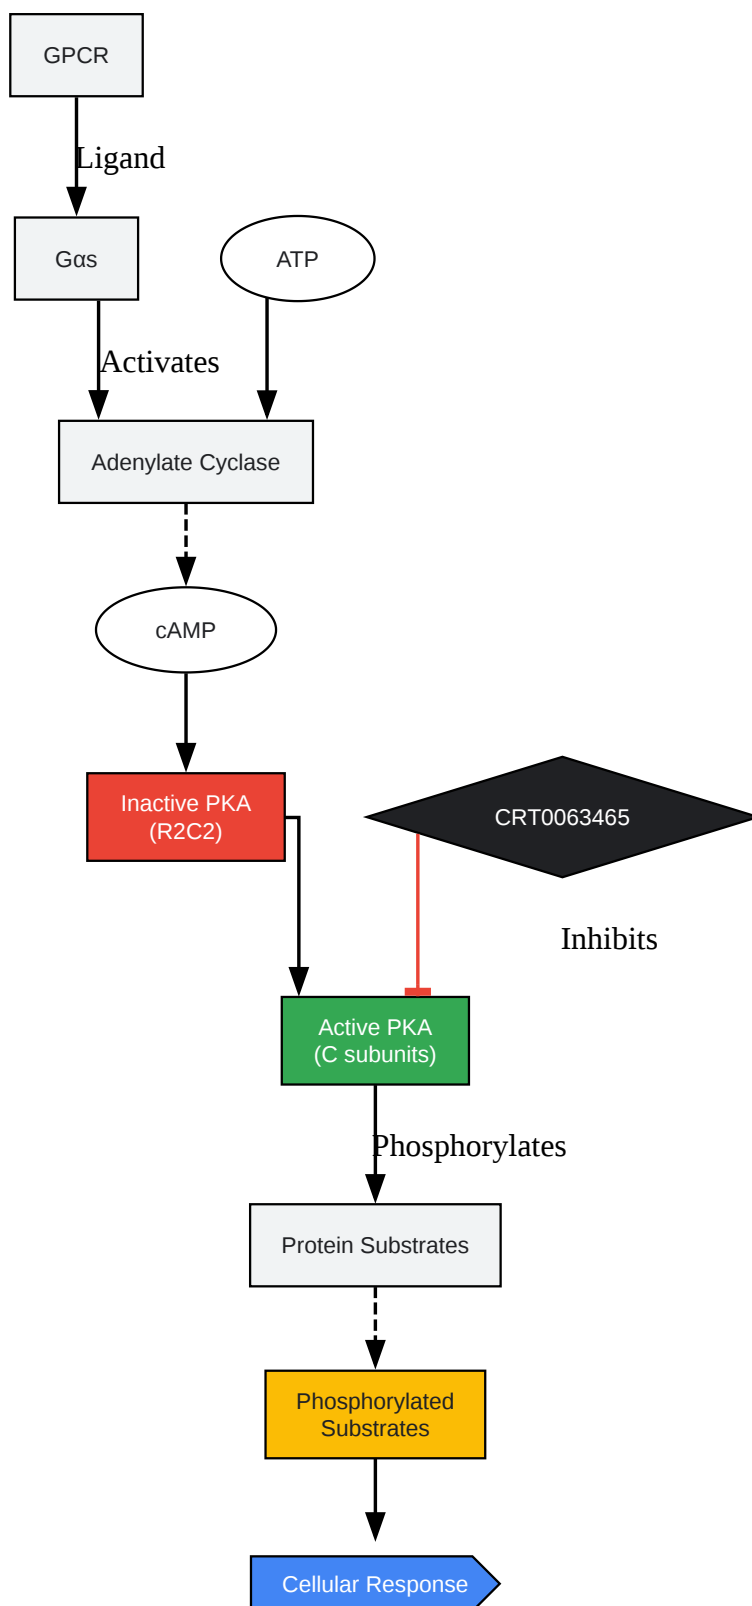 GPCR
Ligand
Gαs
ATP
Activates
Adenylate Cyclase
cAMP
Inactive PKA
(R2C2)
CRT0063465
Inhibits
Active PKA
(C subunits)
Phosphorylates
Protein Substrates
Phosphorylated
Substrates
Cellular Response